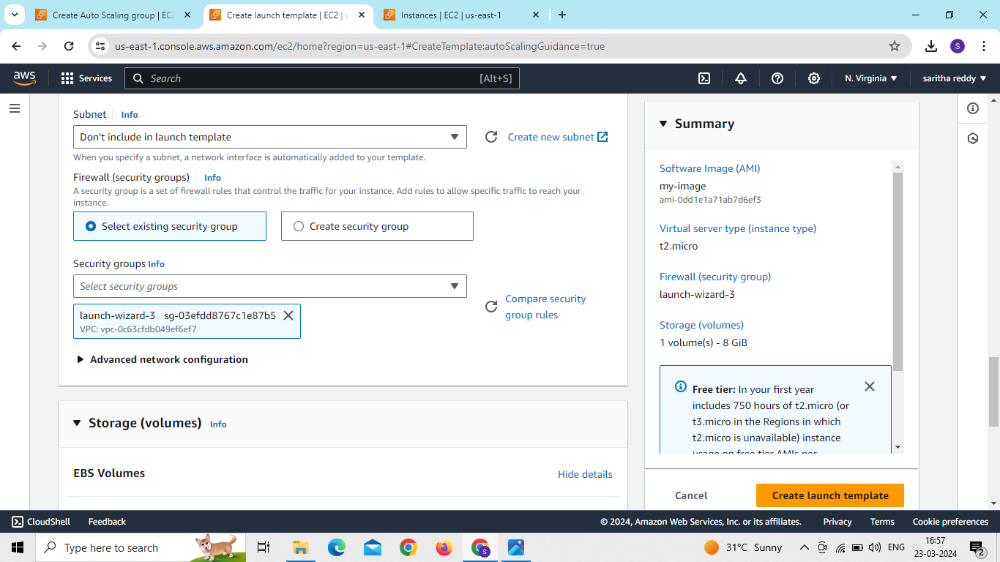 Create Auto Scaling group | EC2
Create launch template | EC2 | u
Instances | EC2 | us-east-1
us-east-1.console.aws.amazon.com/ec2/home?region=us-east-1#CreateTemplate:autoScalingGuidance=true
S
aws
Services
Search
[Alt+S]
N. Virginia
saritha reddy
Subnet
Info
Don't include in launch template
Create new subnet
When you specify a subnet, a network interface is automatically added to your template.
Firewall (security groups)
Info
A security group is a set of firewall rules that control the traffic for your instance. Add rules to allow specific traffic to reach your
instance.
Select existing security group
Create security group
Security groups Info
Select security groups
Compare security
group rules
launch-wizard-3 sg-03efdd8767c1e87b5
VPC: vpc-0c63cfdb049ef6ef7
Advanced network configuration
Storage (volumes)
Info
EBS Volumes
Hide details
Summary
Software Image (AMI)
my-image
ami-0dd1e1a71ab7d6ef3
Virtual server type (instance type)
t2.micro
Firewall (security group)
launch-wizard-3
Storage (volumes)
1 volume(s) - 8 GiB
Free tier: In your first year
includes 750 hours of t2.micro (or
t3.micro in the Regions in which
t2.micro is unavailable) instance
usage on free tier AMIs per
Cancel
Create launch template
CloudShell
Feedback
© 2024, Amazon Web Services, Inc. or its affiliates.
Privacy
Terms
Cookie preferences
Type here to search
S
31°C Sunny
ENG
16:57
23-03-2024
2